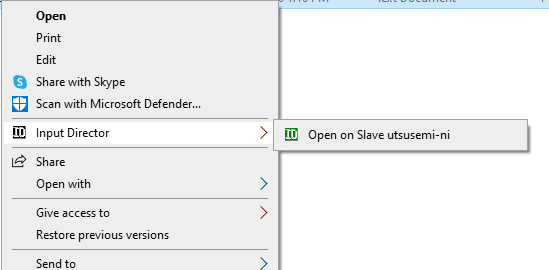 Open
Print
Edit
Share with Skype
Scan with Microsoft Defender...
Input Director
Open on Slave utsusemi-ni
Share
Open with
Give access to
Restore previous versions
Send to